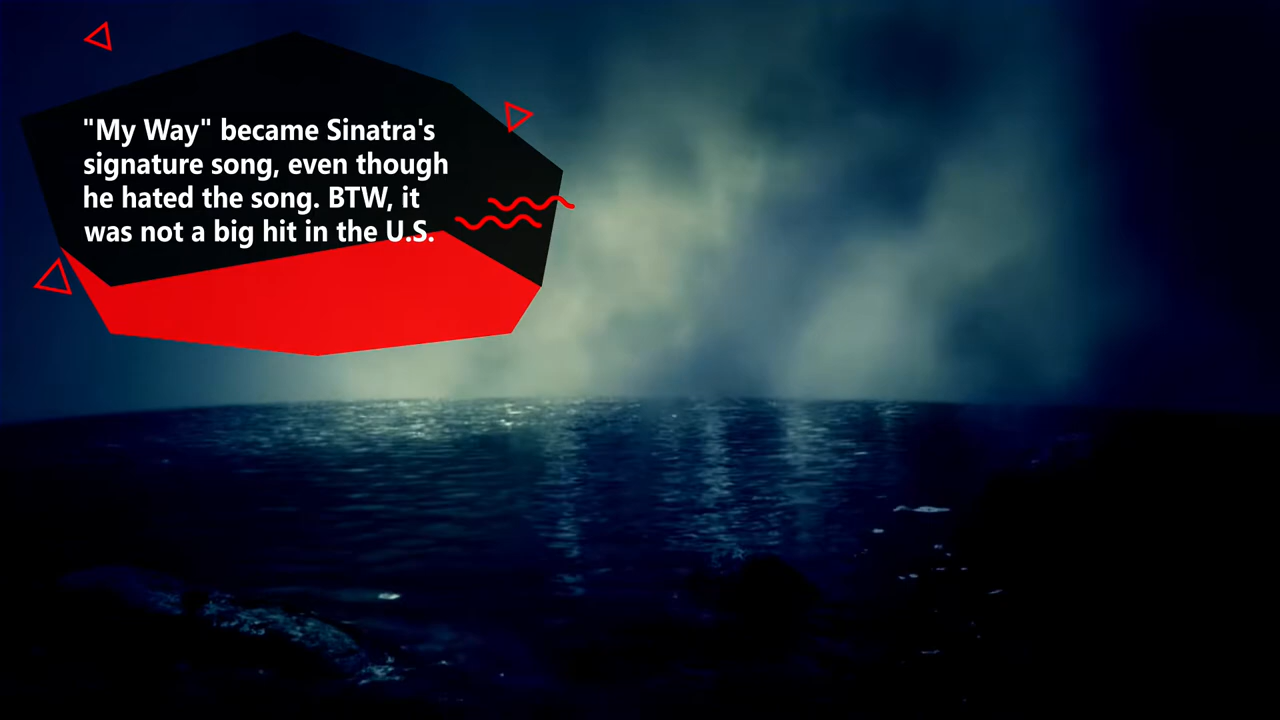 "My Way" became Sinatra's
signature song, even though
he hated the song. BTW, it
was not a big hit in the U.S.